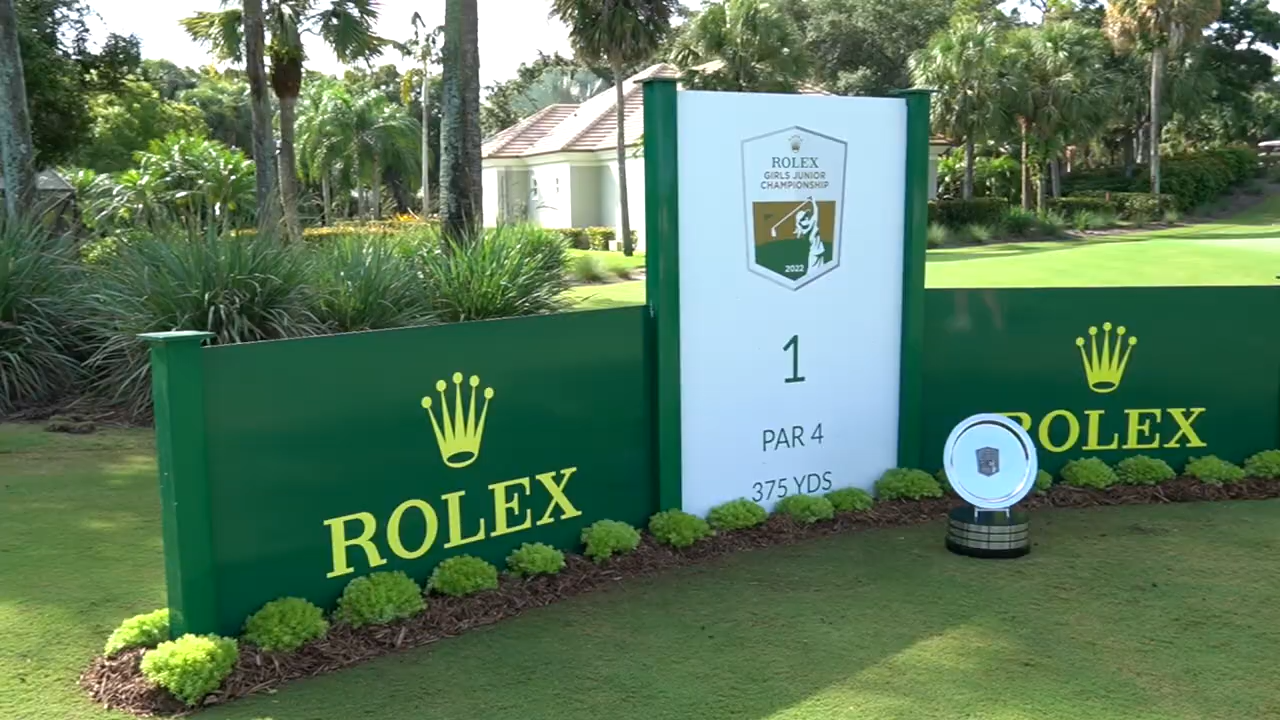 ROLEX
GIRLS JUNIOR
CHAMPIONSHIP
2022
1
PAR 4
375 YDS
ROLEX
ROLEX